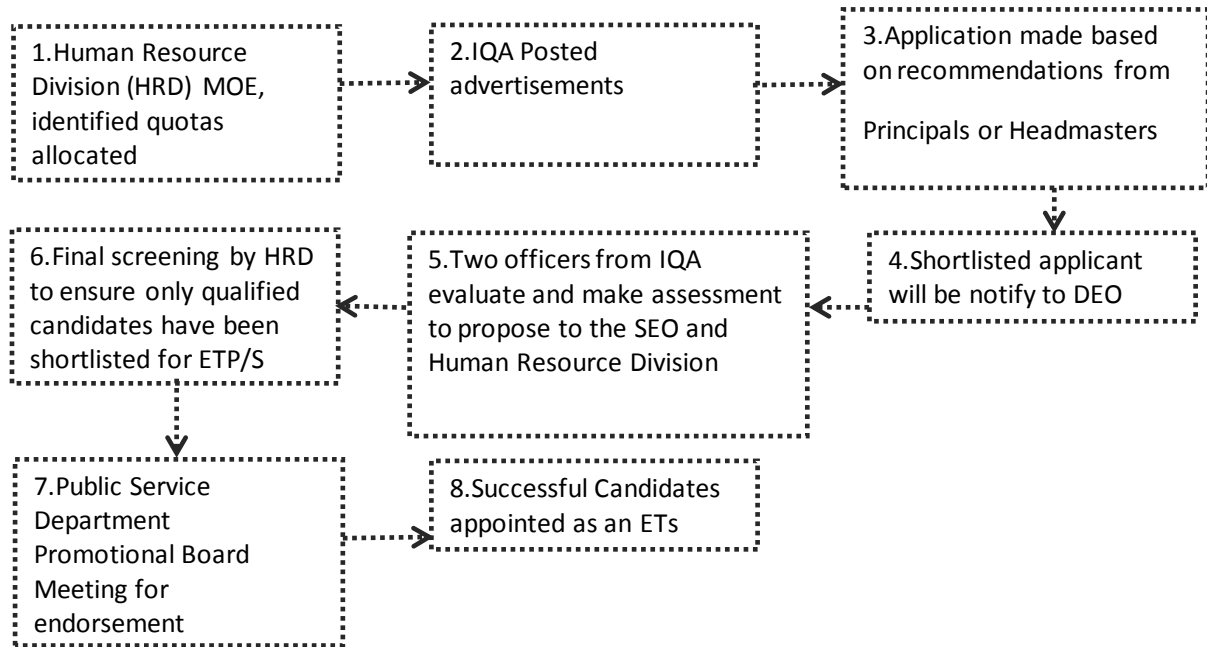 1.Human Resource
Division (HRD) MOE,
identified quotas
allocated
2.IQA Posted
advertisements
3.Application made based
on recommendations from
Principals or Headmasters
4.Shortlisted applicant
will be notify to DEO
5.Two officers from IQA
evaluate and make assessment
to propose to the SEO and
Human Resource Division
6.Final screening by HRD
to ensure only qualified
candidates have been
shortlisted for ETP/S
7.Public Service
Department
Promotional Board
Meeting for
endorsement
8.Successful Candidates
appointed as an ETs